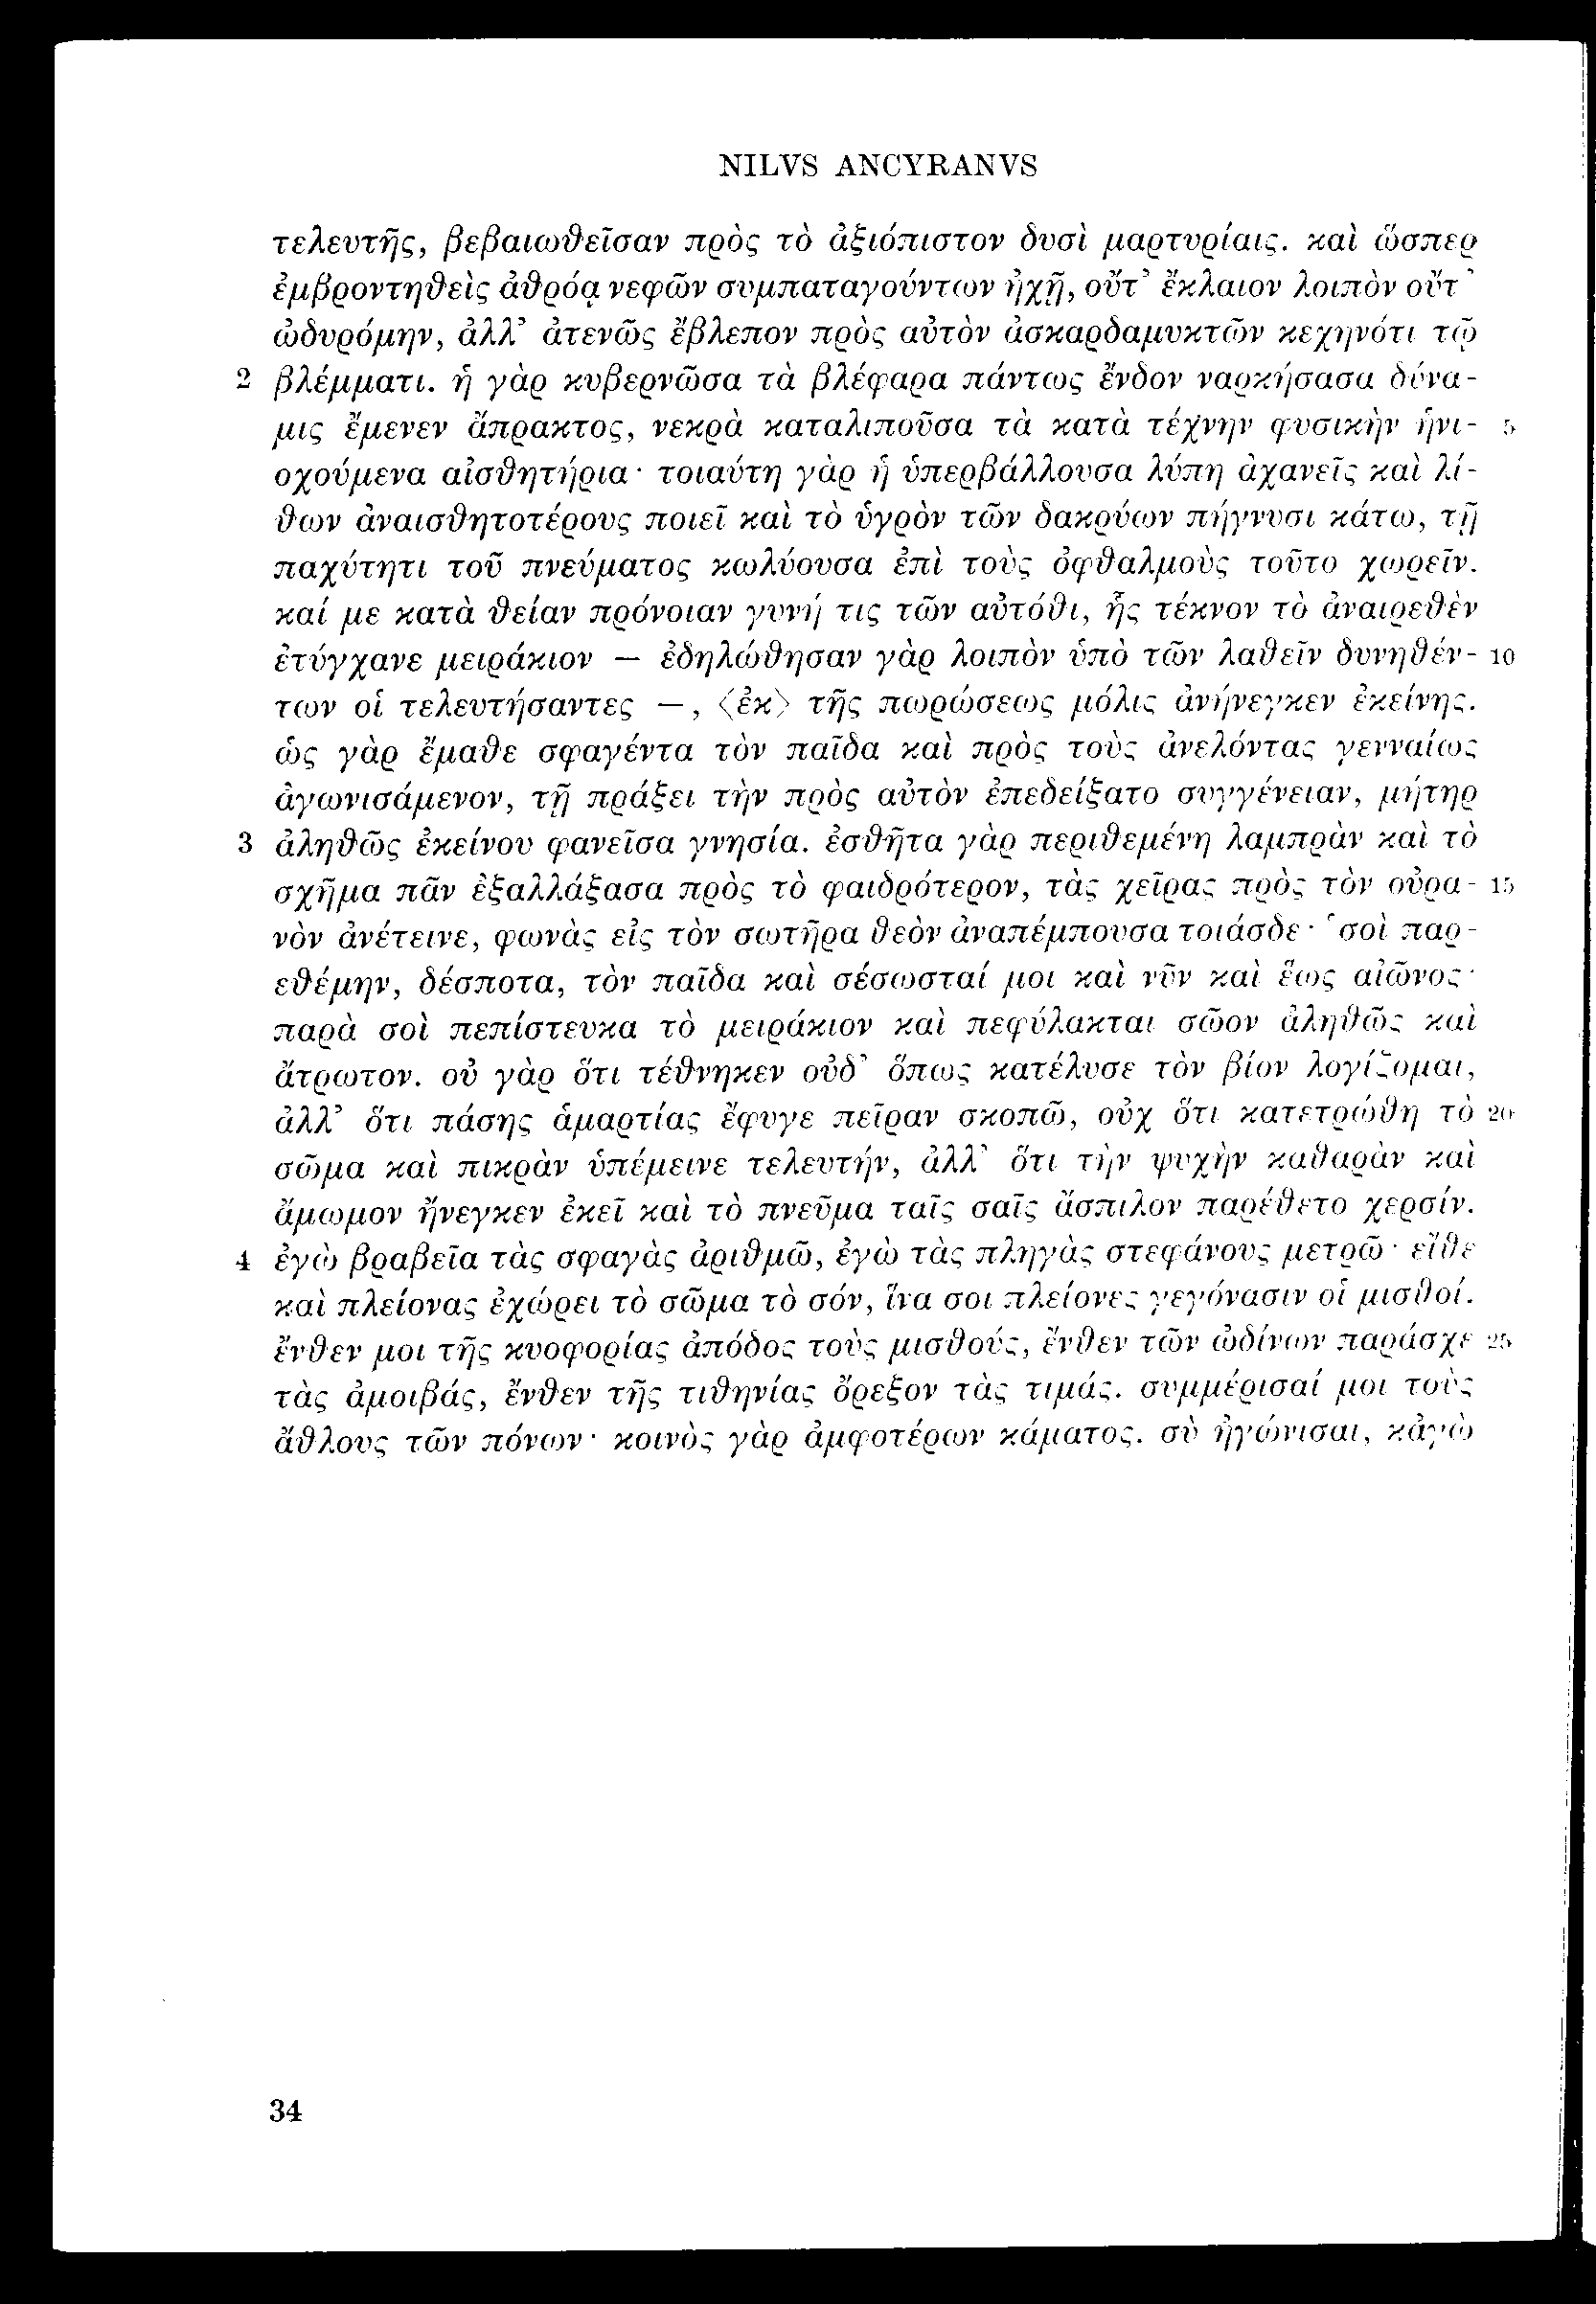 NILVS ANCYRANVS
τελευτῆς, βεβαιωθεῖσαν πρὸς τὸ ἀξιόπιστον δυσὶ μαρτυρίαις. καὶ ὥσπερ
ἐμβροντηθεὶς ἀθρόᾳ νεφῶν συμπαταγούντων ἠχῇ, οὔτ’ ἔκλαιον λοιπὸν οὔτ’
ὠδυρόμην, ἀλλ’ ἀτενῶς ἔβλεπον πρὸς αὐτὸν ἀσκαρδαμυκτῶν κεχηνότι τῷ
2 βλέμματι. ἡ γὰρ κυβερνῶσα τὰ βλέφαρα πάντως ἔνδον ναρκήσασα δύνα-
μις ἔμενεν ἄπρακτος, νεκρὰ καταλιποῦσα τὰ κατὰ τέχνην φυσικὴν ἡνι- 5
οχούμενα αἰσθητήρια· τοιαύτη γὰρ ἡ ὑπερβάλλουσα λύπη ἀχανεῖς καὶ λί-
θων ἀναισθητοτέρους ποιεῖ καὶ τὸ ὑγρὸν τῶν δακρύων πήγνυσι κάτω, τῇ
παχύτητι τοῦ πνεύματος κωλύουσα ἐπὶ τοὺς ὀφθαλμοὺς τοῦτο χωρεῖν.
καί με κατὰ θείαν πρόνοιαν γυνή τις τῶν αὐτόθι, ἧς τέκνον τὸ ἀναιρεθὲν
ἐτύγχανε μειράκιον — ἐδηλώθησαν γὰρ λοιπὸν ὑπὸ τῶν λαθεῖν δυνηθέν- 10
των οἱ τελευτήσαντες —, ⟨ἐκ⟩ τῆς πωρώσεως μόλις ἀνήνεγκεν ἐκείνης.
ὡς γὰρ ἔμαθε σφαγέντα τὸν παῖδα καὶ πρὸς τοὺς ἀνελόντας γενναίως
ἀγωνισάμενον, τῇ πράξει τὴν πρὸς αὐτὸν ἐπεδείξατο συγγένειαν, μήτηρ
3 ἀληθῶς ἐκείνου φανεῖσα γνησία. ἐσθῆτα γὰρ περιθεμένη λαμπρὰν καὶ τὸ
σχῆμα πᾶν ἐξαλλάξασα πρὸς τὸ φαιδρότερον, τὰς χεῖρας πρὸς τὸν οὐρα- 15
νὸν ἀνέτεινε, φωνὰς εἰς τὸν σωτῆρα θεὸν ἀναπέμπουσα τοιάσδε· ‘σοὶ παρ-
εθέμην, δέσποτα, τὸν παῖδα καὶ σέσωσταί μοι καὶ νῦν καὶ ἕως αἰῶνος·
παρὰ σοὶ πεπίστευκα τὸ μειράκιον καὶ πεφύλακται σῶον ἀληθῶς καὶ
ἄτρωτον. οὐ γὰρ ὅτι τέθνηκεν οὐδ’ ὅπως κατέλυσε τὸν βίον λογίζομαι,
ἀλλ’ ὅτι πάσης ἁμαρτίας ἔφυγε πεῖραν σκοπῶ, οὐχ ὅτι κατετρώθη τὸ 20
σῶμα καὶ πικρὰν ὑπέμεινε τελευτήν, ἀλλ’ ὅτι τὴν ψυχὴν καθαρὰν καὶ
ἄμωμον ἤνεγκεν ἐκεῖ καὶ τὸ πνεῦμα ταῖς σαῖς ἄσπιλον παρέθετο χερσίν.
4 ἐγὼ βραβεῖα τὰς σφαγὰς ἀριθμῶ, ἐγὼ τὰς πληγὰς στεφάνους μετρῶ· εἴθε
καὶ πλείονας ἐχώρει τὸ σῶμα τὸ σόν, ἵνα σοι πλείονες γεγόνασιν οἱ μισθοί.
ἔνθεν μοι τῆς κυοφορίας ἀπόδος τοὺς μισθούς, ἔνθεν τῶν ὠδίνων παράσχε 25
τὰς ἀμοιβάς, ἔνθεν τῆς τιθηνίας ὄρεξον τὰς τιμάς. συμμέρισαί μοι τοὺς
ἄθλους τῶν πόνων· κοινὸς γὰρ ἀμφοτέρων κάματος. σὺ ἠγώνισαι, κἀγὼ
34